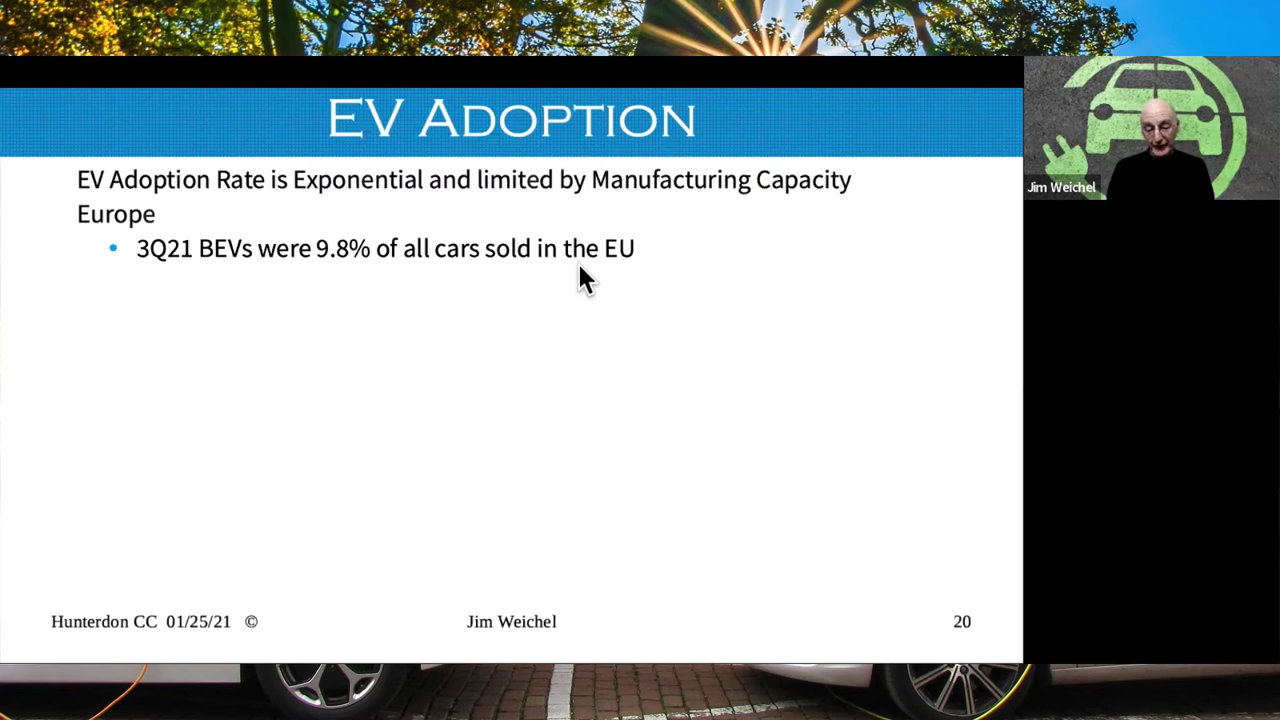 EV Adoption
EV Adoption Rate is Exponential and limited by Manufacturing Capacity
Europe
• 3Q21 BEVs were 9.8% of all cars sold in the EU
Jim Weichel
Hunterdon CC 01/25/21 © Jim Weichel 20